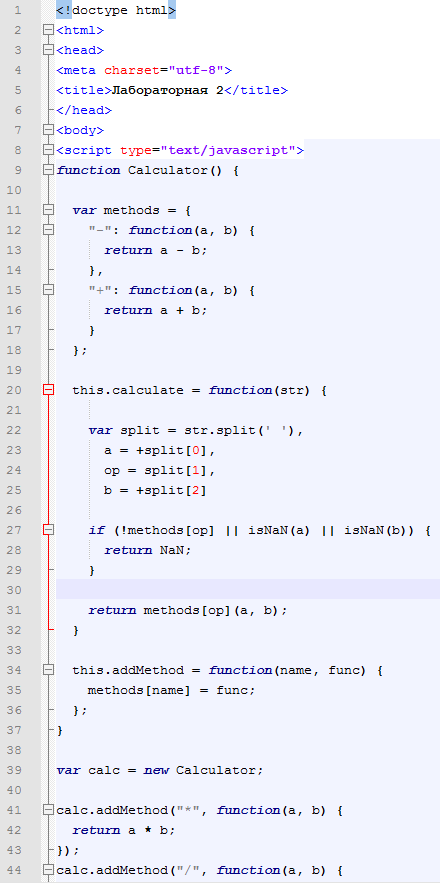 1 <!doctype html>
2 <html>
3 <head>
4 <meta charset="utf-8">
5 <title>Лабораторная 2</title>
6 </head>
7 <body>
8 <script type="text/javascript">
9 function Calculator() {
10
11   var methods = {
12     "-": function(a, b) {
13       return a - b;
14     },
15     "+": function(a, b) {
16       return a + b;
17     }
18   };
19
20   this.calculate = function(str) {
21
22     var split = str.split(' '),
23       a = +split[0],
24       op = split[1],
25       b = +split[2]
26
27     if (!methods[op] || isNaN(a) || isNaN(b)) {
28       return NaN;
29     }
30
31     return methods[op](a, b);
32   }
33
34   this.addMethod = function(name, func) {
35     methods[name] = func;
36   };
37 }
38
39 var calc = new Calculator;
40
41 calc.addMethod("*", function(a, b) {
42   return a * b;
43 });
44 calc.addMethod("/", function(a, b) {